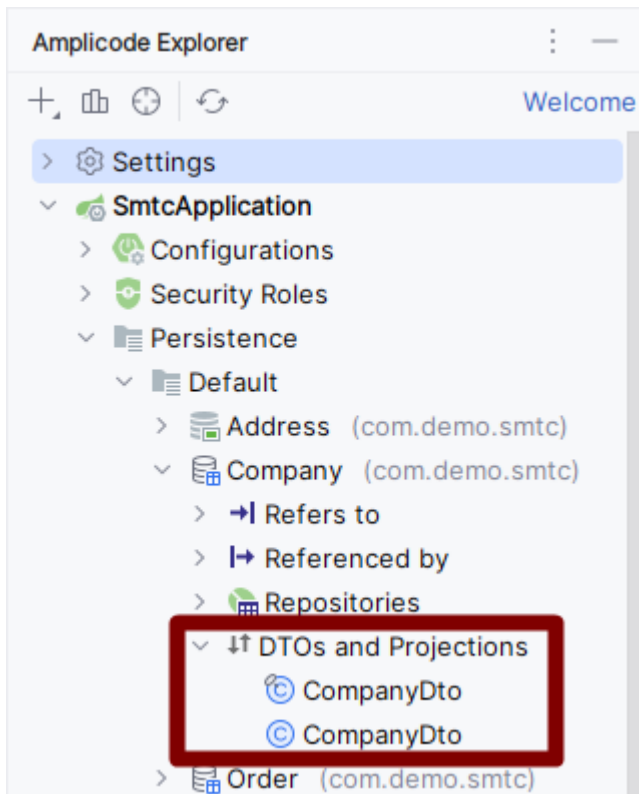 Amplicode Explorer
Welcome
Settings
SmtcApplication
Configurations
Security Roles
Persistence
Default
Address (com.demo.smtc)
Company (com.demo.smtc)
Refers to
Referenced by
Repositories
DTOs and Projections
CompanyDto
CompanyDto
Order (com.demo.smtc)